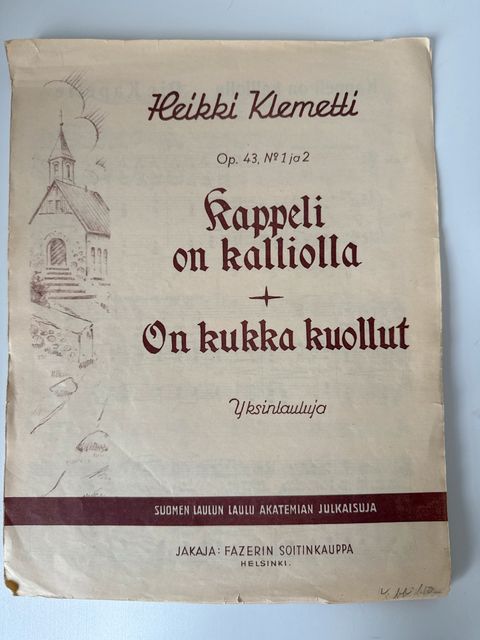 Heikki Klemetti
Op. 43, Nº 1 ja 2
Kappeli
on kalliolla
On kukka kuollut
Yksinlauluja
SUOMEN LAULUN LAULU AKATEMIAN JULKAISUJA
JAKAJA: FAZERIN SOITINKAUPPA
HELSINKI.